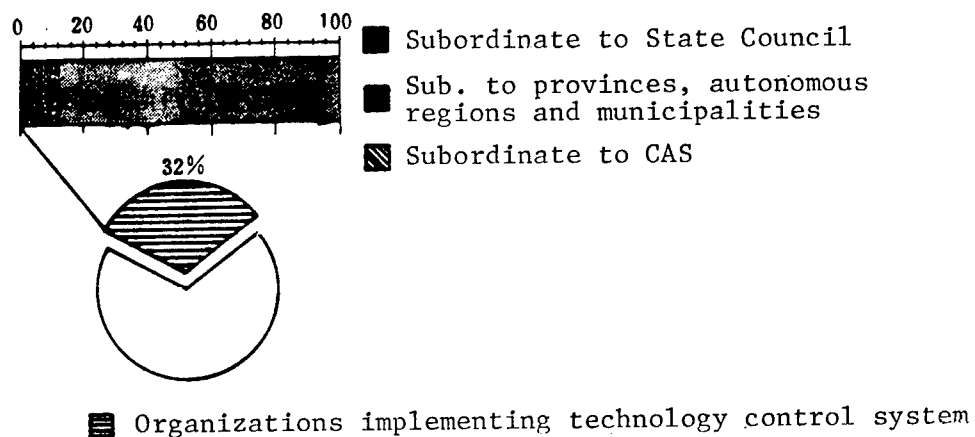 0 20 40 60 80 100
Subordinate to State Council
Sub. to provinces, autonomous
regions and municipalities
Subordinate to CAS
32%
Organizations implementing technology control system